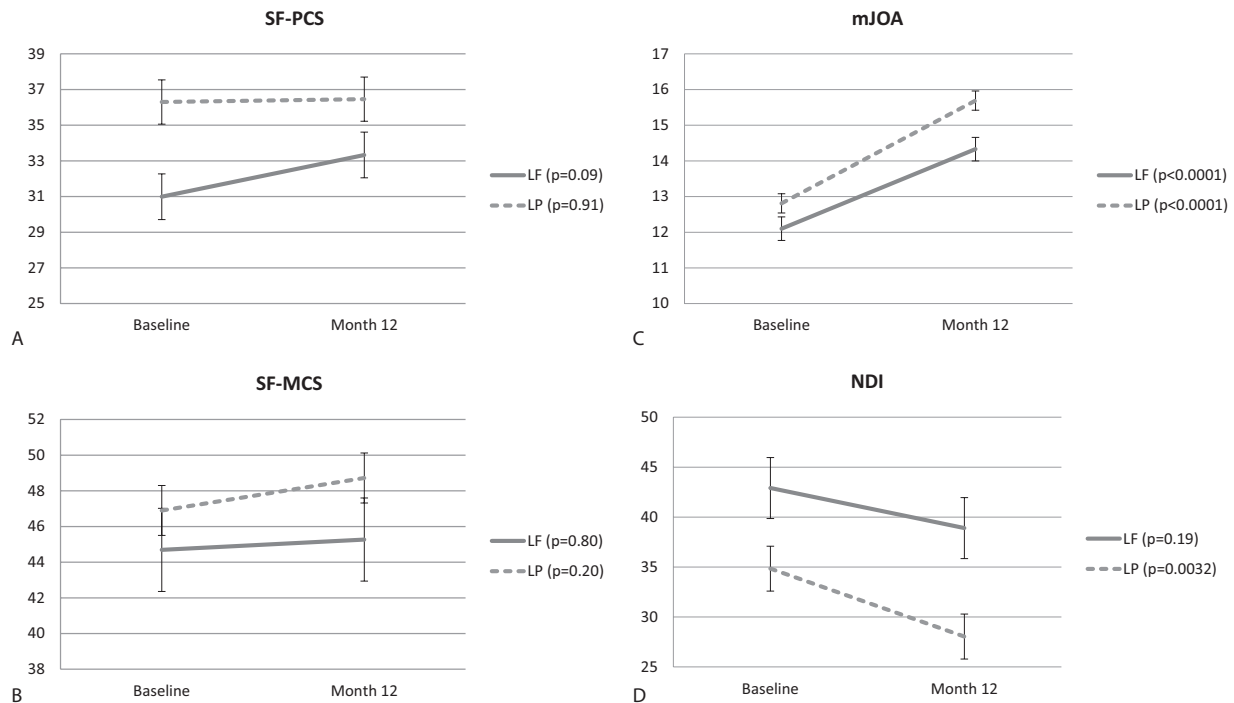 SF-PCS
39
37
35
33
31
29
27
25
Baseline Month 12
LF (p=0.09)
LP (p=0.91)
A
mJOA
17
16
15
14
13
12
11
10
Baseline Month 12
LF (p<0.0001)
LP (p<0.0001)
C
SF-MCS
52
50
48
46
44
42
40
38
Baseline Month 12
LF (p=0.80)
LP (p=0.20)
B
NDI
50
45
40
35
30
25
Baseline Month 12
LF (p=0.19)
LP (p=0.0032)
D